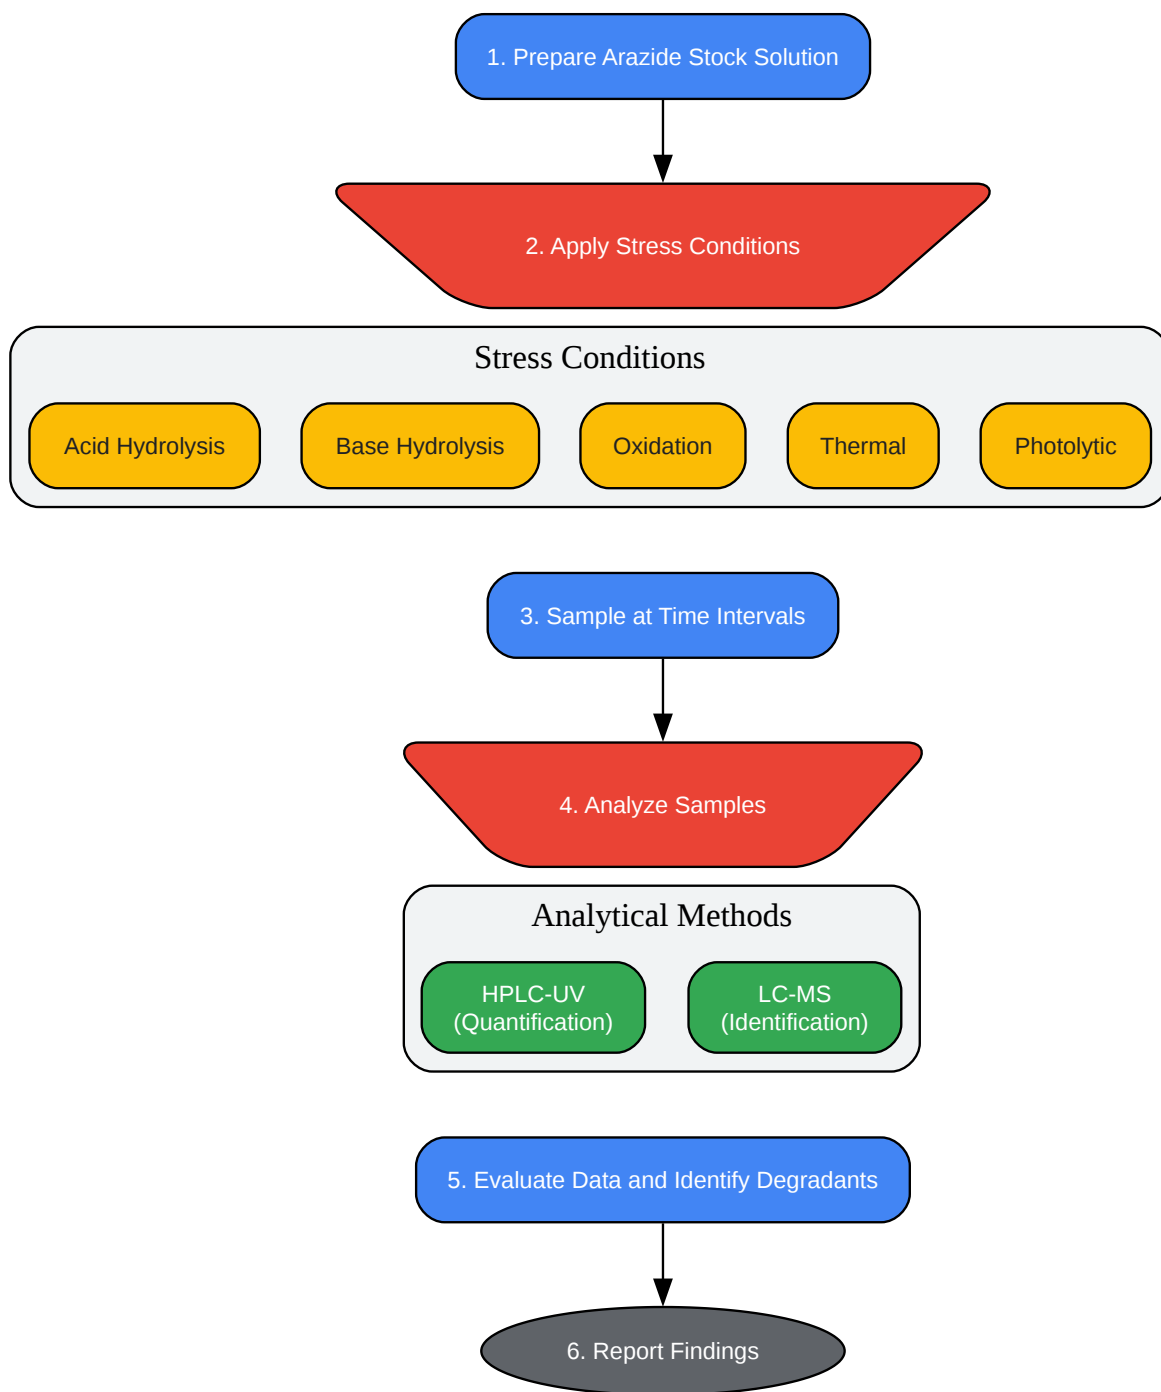 1. Prepare Arazide Stock Solution
2. Apply Stress Conditions
Stress Conditions
Acid Hydrolysis
Base Hydrolysis
Oxidation
Thermal
Photolytic
3. Sample at Time Intervals
4. Analyze Samples
Analytical Methods
HPLC-UV
(Quantification)
LC-MS
(Identification)
5. Evaluate Data and Identify Degradants
6. Report Findings